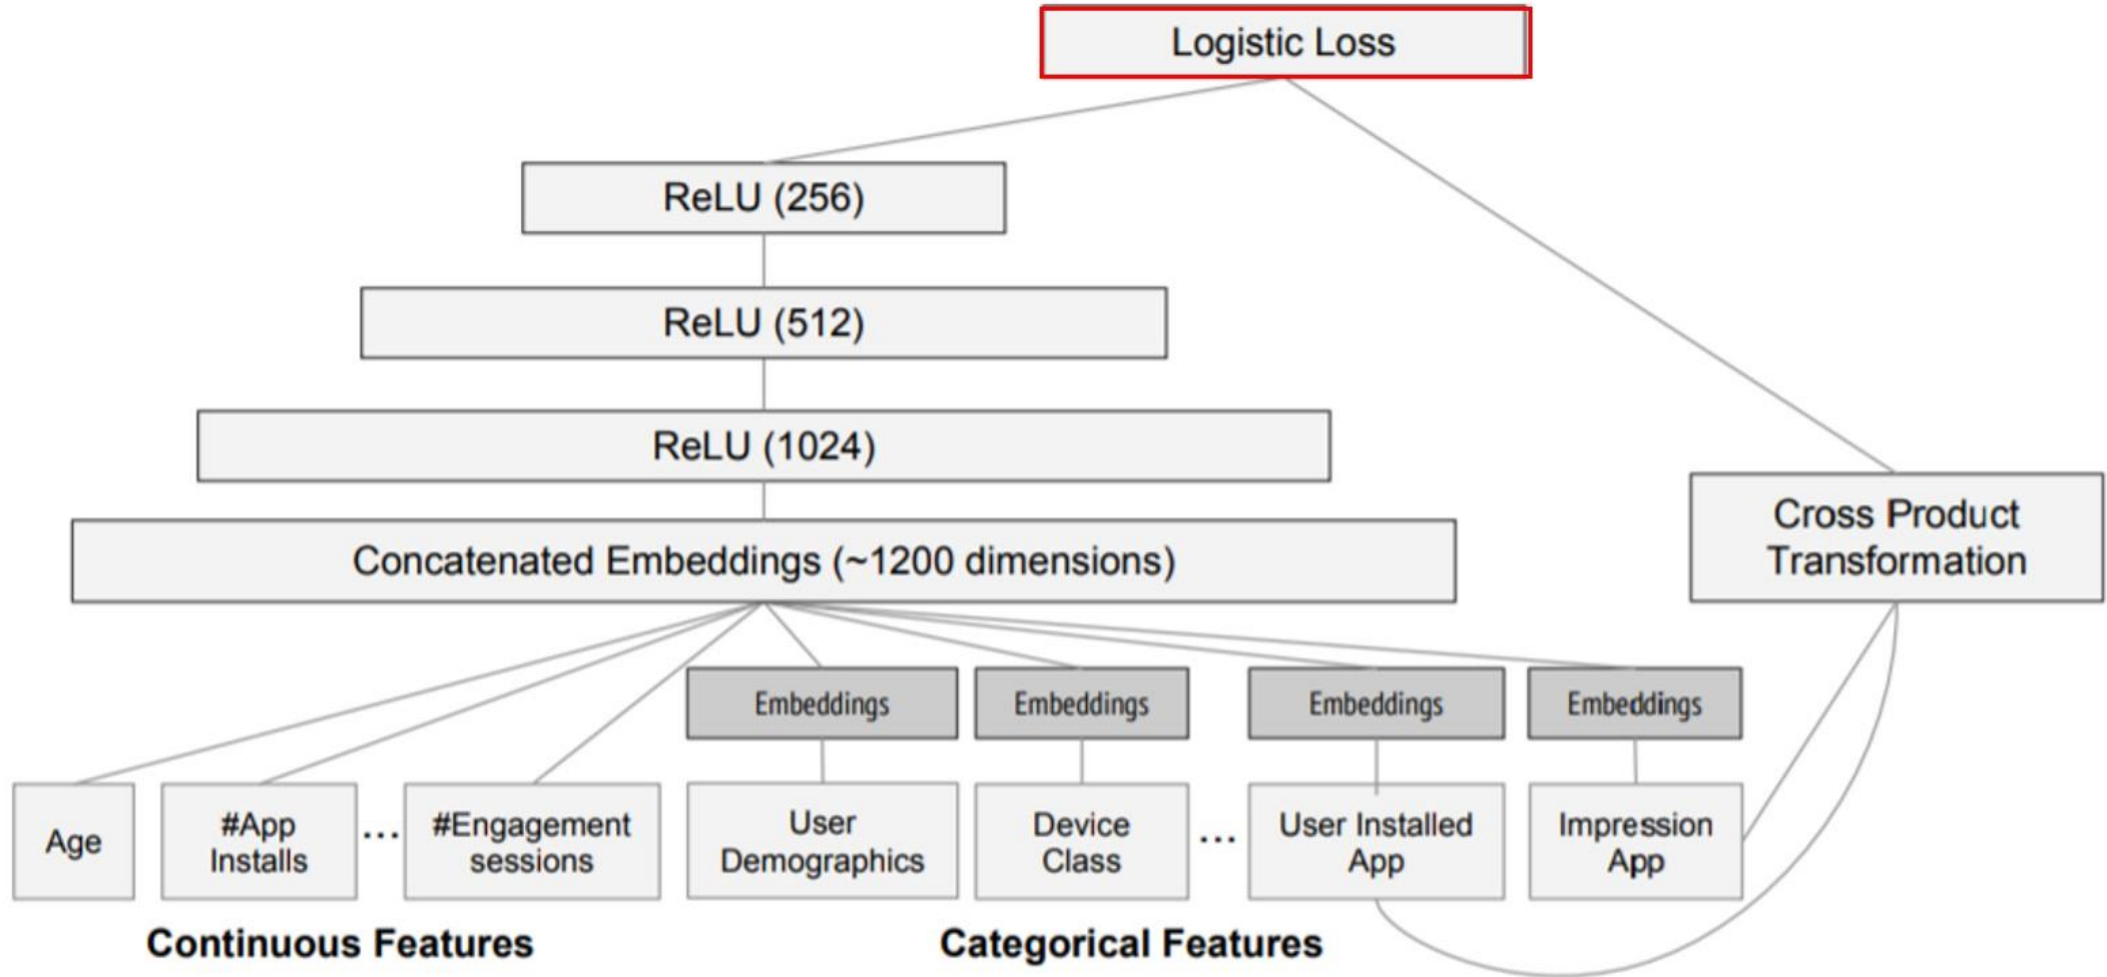 Logistic Loss
ReLU (256)
ReLU (512)
ReLU (1024)
Concatenated Embeddings (~1200 dimensions)
Cross Product
Transformation
Embeddings
Embeddings
Embeddings
Embeddings
Age
#App
Installs
...
#Engagement
sessions
User
Demographics
Device
Class
...
User Installed
App
Impression
App
Continuous Features
Categorical Features